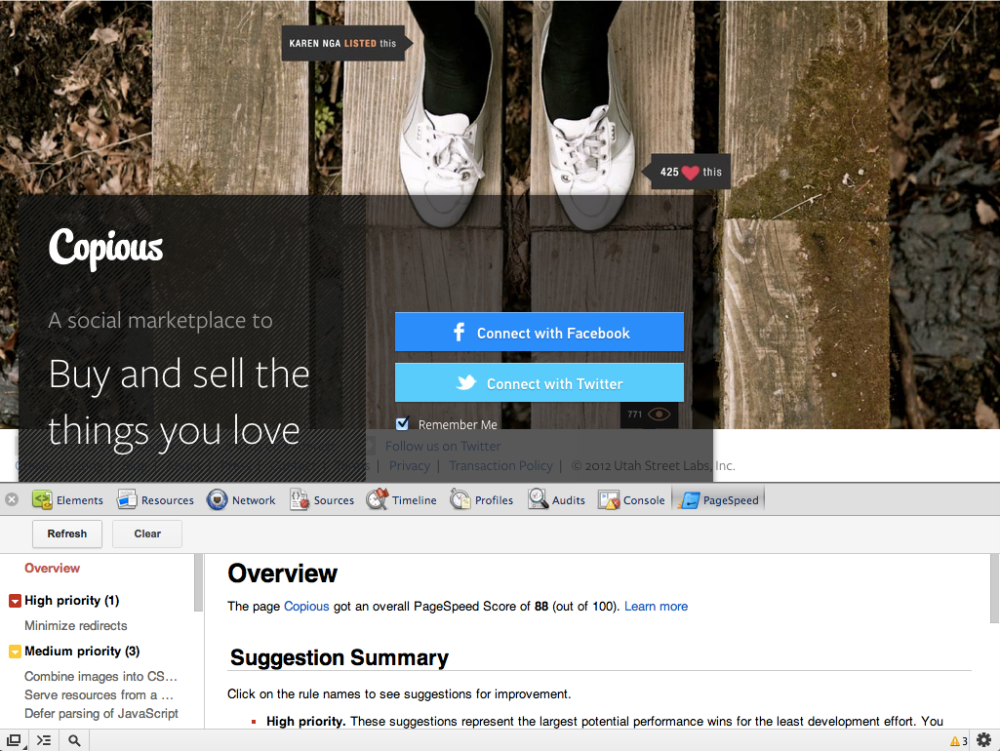 KAREN NGA LISTED this
425 this
Copious
A social marketplace to
Buy and sell the
things you love
Connect with Facebook
Connect with Twitter
771
Remember Me
Follow us on Twitter
| Privacy | Transaction Policy | © 2012 Utah Street Labs, Inc.
Elements Resources Network Sources Timeline Profiles Audits Console PageSpeed
Refresh Clear
Overview
High priority (1)
Minimize redirects
Medium priority (3)
Combine images into CS...
Serve resources from a ...
Defer parsing of JavaScript
Overview
The page Copious got an overall PageSpeed Score of 88 (out of 100). Learn more
Suggestion Summary
Click on the rule names to see suggestions for improvement.
High priority. These suggestions represent the largest potential performance wins for the least development effort. You
3